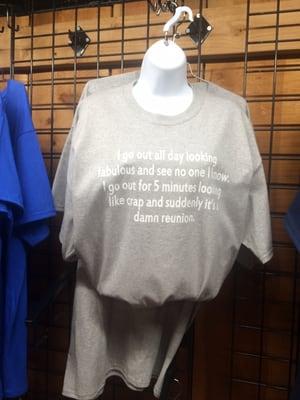 I go out all day looking
fabulous and see no one I know.
I go out for 5 minutes looking
like crap and suddenly it's a
damn reunion.